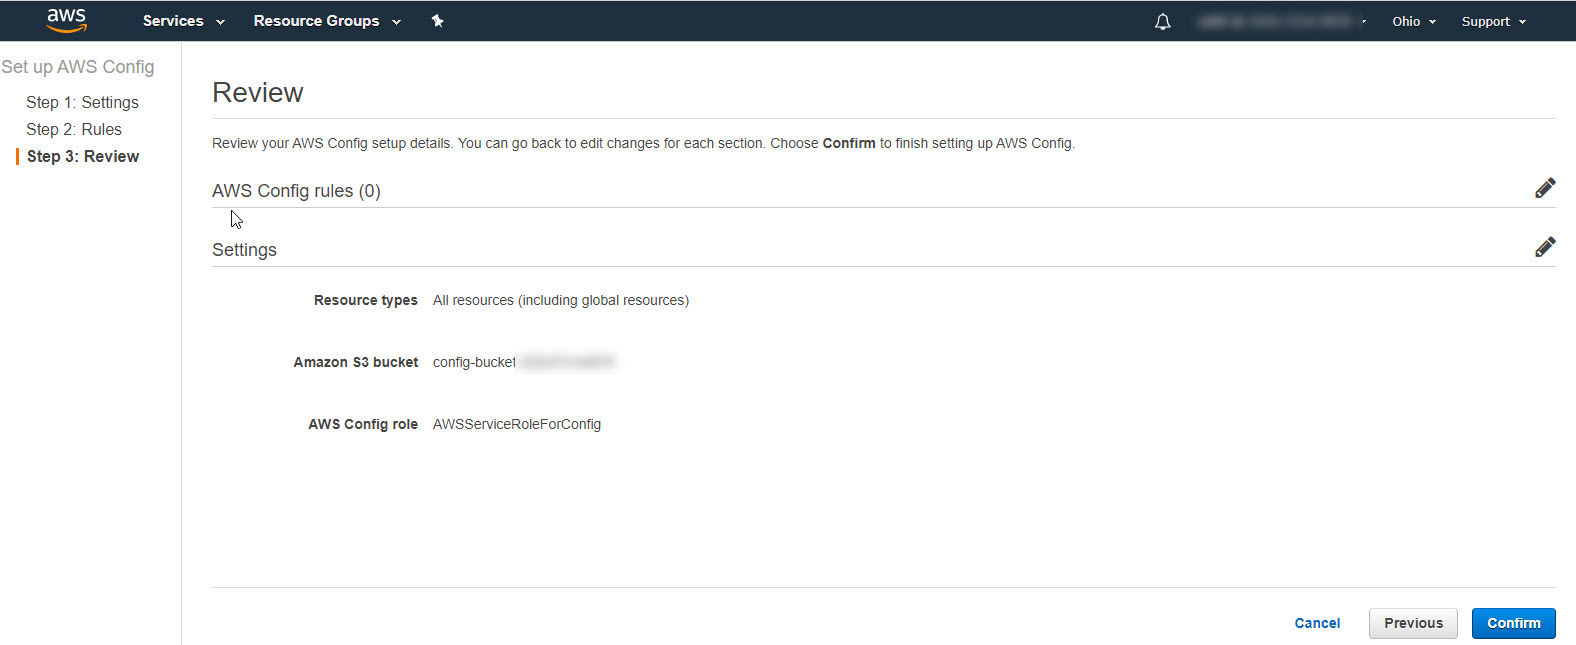 aws Services Resource Groups Ohio Support
Set up AWS Config
Step 1: Settings
Step 2: Rules
Step 3: Review
Review
Review your AWS Config setup details. You can go back to edit changes for each section. Choose Confirm to finish setting up AWS Config.
AWS Config rules (0)
Settings
Resource types All resources (including global resources)
Amazon S3 bucket config-bucket
AWS Config role AWSServiceRoleForConfig
Cancel Previous Confirm